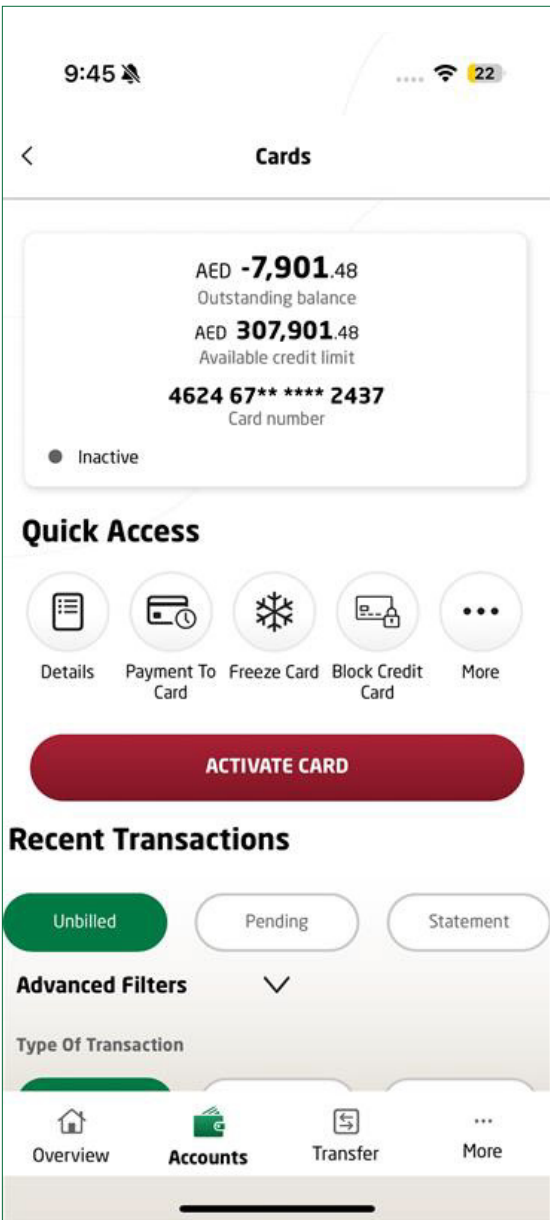 9:45
22
Cards
AED -7,901.48
Outstanding balance
AED 307,901.48
Available credit limit
4624 67** **** 2437
Card number
Inactive
Quick Access
Details
Payment To Card
Freeze Card
Block Credit Card
More
ACTIVATE CARD
Recent Transactions
Unbilled
Pending
Statement
Advanced Filters
Type Of Transaction
Overview
Accounts
Transfer
More